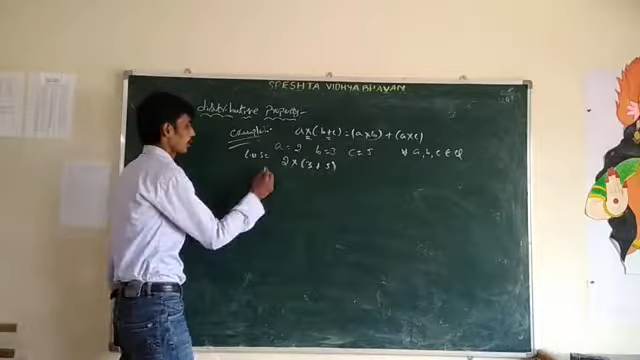 SRESHTA VIDHYA BHAVAN
distributive Property:-
Example:- a×(b+c)=(a×b)+(a×c)
a=2 b=3 c=5 ∀ a,b,c ∈ Q
L.H.S= 2×(3+5)